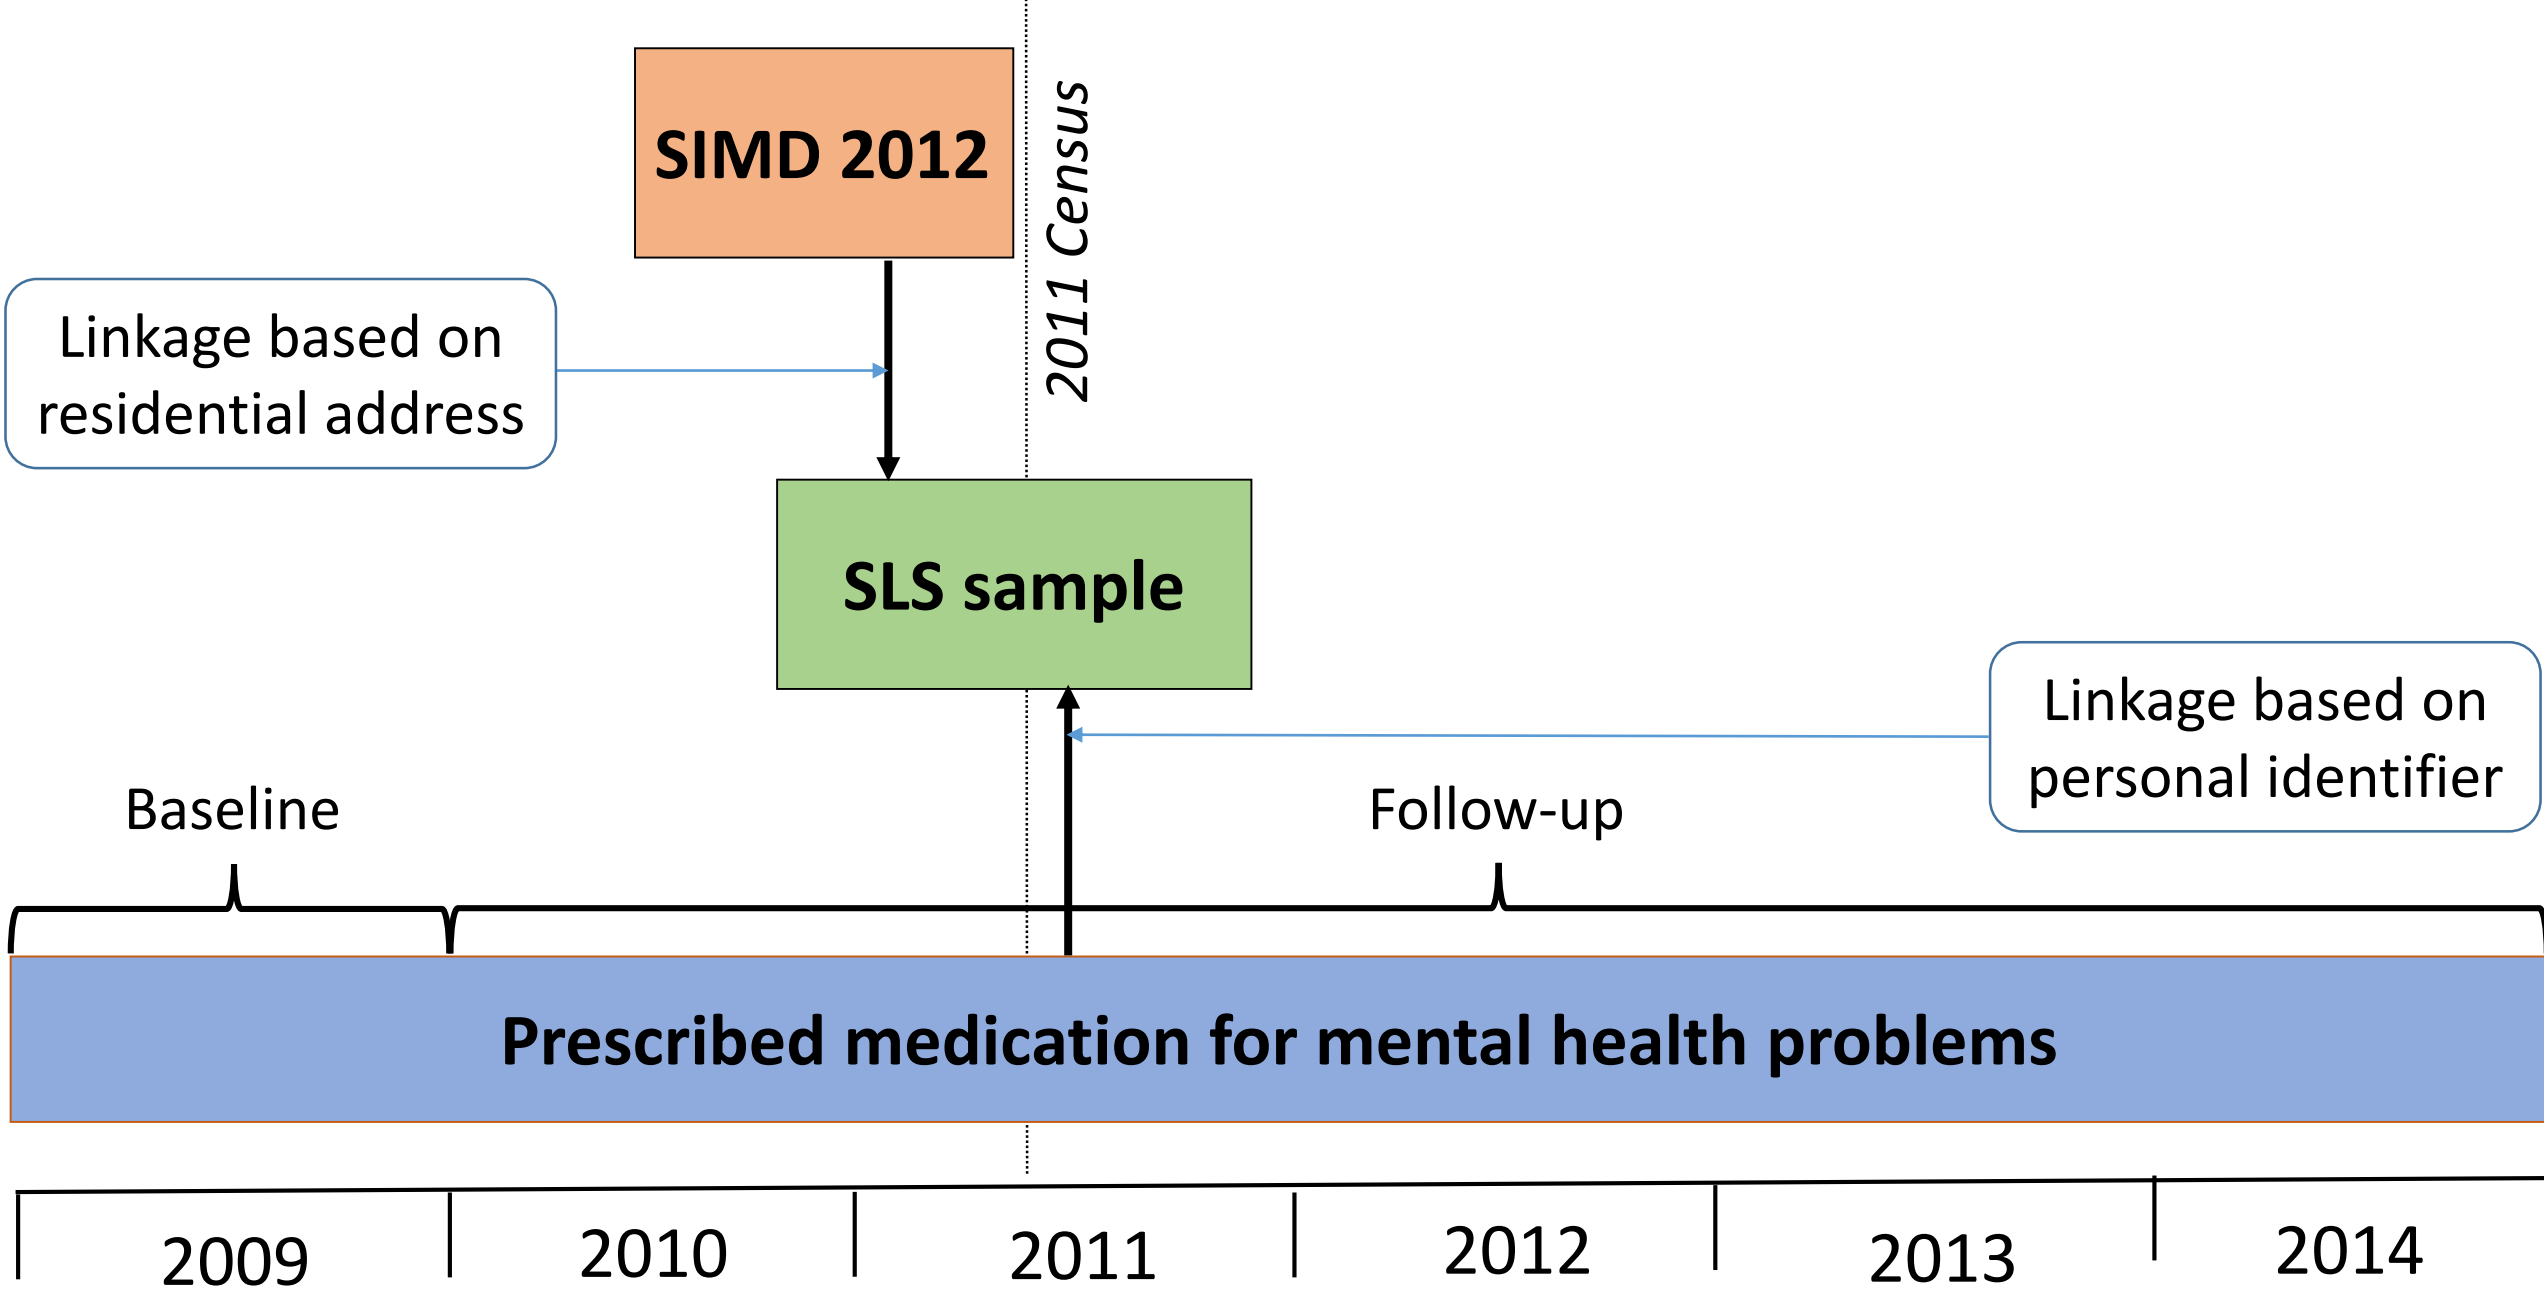 SIMD 2012
2011 Census
Linkage based on
residential address
SLS sample
Linkage based on
personal identifier
Baseline
Follow-up
Prescribed medication for mental health problems
2009
2010
2011
2012
2013
2014